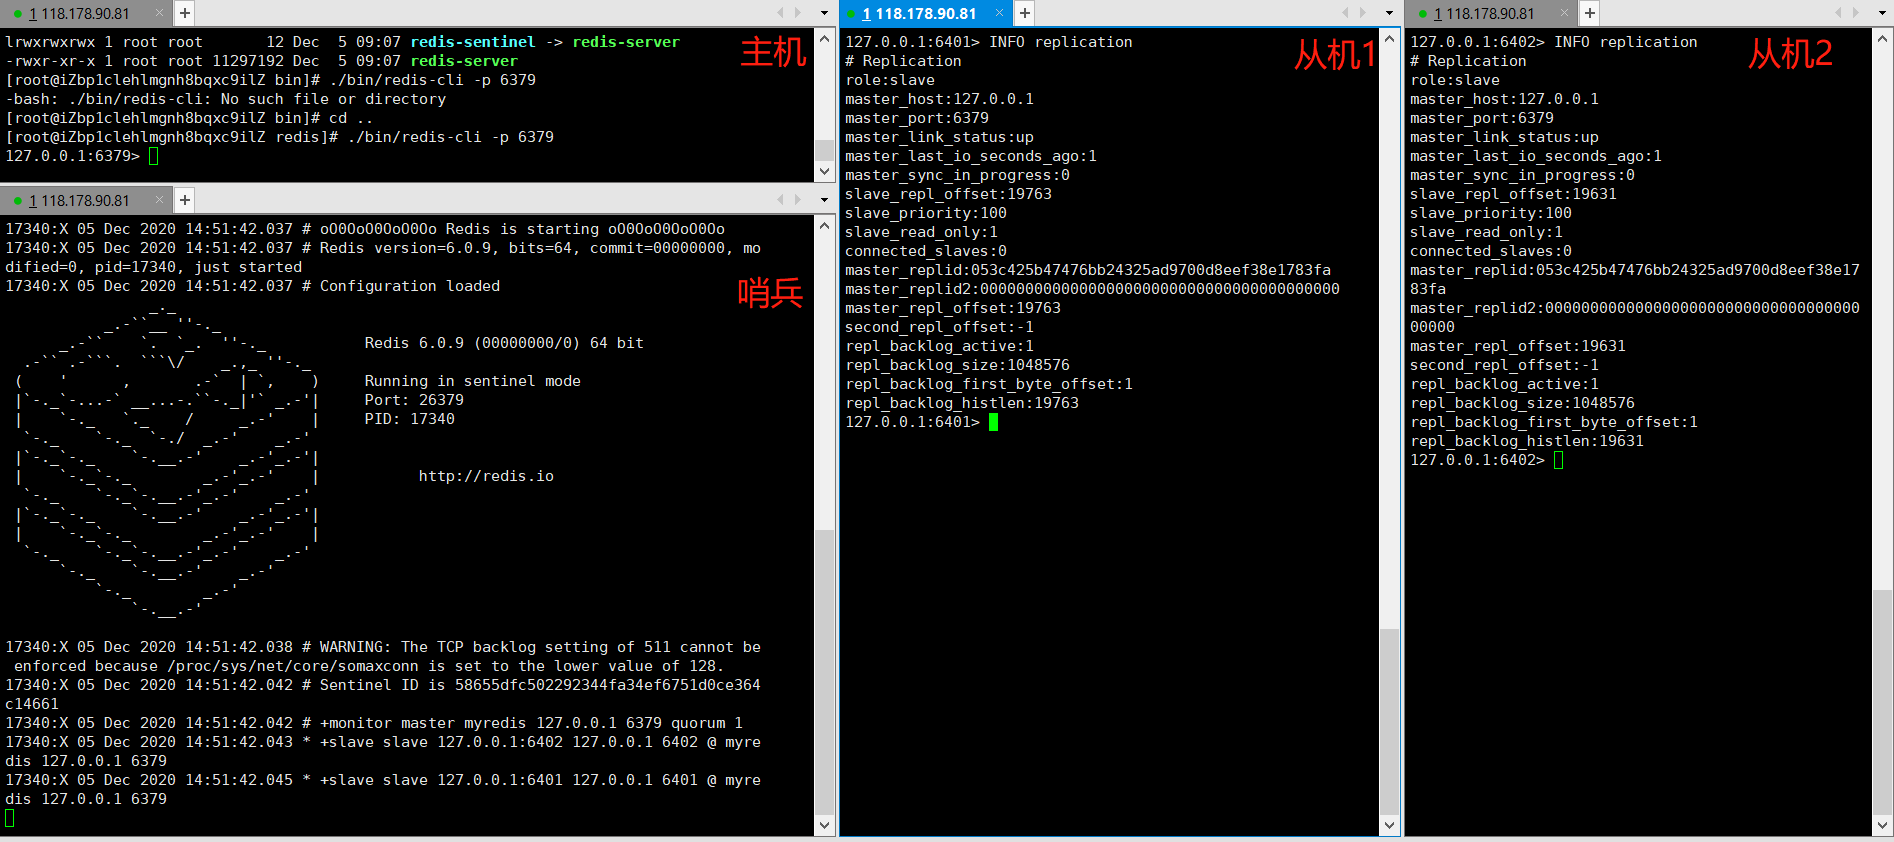 1 118.178.90.81
lrwxrwxrwx 1 root root       12 Dec  5 09:07 redis-sentinel -> redis-server
-rwxr-xr-x 1 root root 11297192 Dec  5 09:07 redis-server
[root@iZbp1clehlmgnh8bqxc9ilZ bin]# ./bin/redis-cli -p 6379
-bash: ./bin/redis-cli: No such file or directory
[root@iZbp1clehlmgnh8bqxc9ilZ bin]# cd ..
[root@iZbp1clehlmgnh8bqxc9ilZ redis]# ./bin/redis-cli -p 6379
127.0.0.1:6379>
主机
1 118.178.90.81
17340:X 05 Dec 2020 14:51:42.037 # oO0OoO0OoO0Oo Redis is starting oO0OoO0OoO0Oo
17340:X 05 Dec 2020 14:51:42.037 # Redis version=6.0.9, bits=64, commit=00000000, mo
dified=0, pid=17340, just started
17340:X 05 Dec 2020 14:51:42.037 # Configuration loaded
哨兵
Redis 6.0.9 (00000000/0) 64 bit
Running in sentinel mode
Port: 26379
PID: 17340
http://redis.io
17340:X 05 Dec 2020 14:51:42.038 # WARNING: The TCP backlog setting of 511 cannot be
 enforced because /proc/sys/net/core/somaxconn is set to the lower value of 128.
17340:X 05 Dec 2020 14:51:42.042 # Sentinel ID is 58655dfc502292344fa34ef6751d0ce364
c14661
17340:X 05 Dec 2020 14:51:42.042 # +monitor master myredis 127.0.0.1 6379 quorum 1
17340:X 05 Dec 2020 14:51:42.043 * +slave slave 127.0.0.1:6402 127.0.0.1 6402 @ myre
dis 127.0.0.1 6379
17340:X 05 Dec 2020 14:51:42.045 * +slave slave 127.0.0.1:6401 127.0.0.1 6401 @ myre
dis 127.0.0.1 6379
1 118.178.90.81
127.0.0.1:6401> INFO replication
从机1
# Replication
role:slave
master_host:127.0.0.1
master_port:6379
master_link_status:up
master_last_io_seconds_ago:1
master_sync_in_progress:0
slave_repl_offset:19763
slave_priority:100
slave_read_only:1
connected_slaves:0
master_replid:053c425b47476bb24325ad9700d8eef38e1783fa
master_replid2:0000000000000000000000000000000000000000
master_repl_offset:19763
second_repl_offset:-1
repl_backlog_active:1
repl_backlog_size:1048576
repl_backlog_first_byte_offset:1
repl_backlog_histlen:19763
127.0.0.1:6401>
1 118.178.90.81
127.0.0.1:6402> INFO replication
从机2
# Replication
role:slave
master_host:127.0.0.1
master_port:6379
master_link_status:up
master_last_io_seconds_ago:1
master_sync_in_progress:0
slave_repl_offset:19631
slave_priority:100
slave_read_only:1
connected_slaves:0
master_replid:053c425b47476bb24325ad9700d8eef38e17
83fa
master_replid2:00000000000000000000000000000000000
00000
master_repl_offset:19631
second_repl_offset:-1
repl_backlog_active:1
repl_backlog_size:1048576
repl_backlog_first_byte_offset:1
repl_backlog_histlen:19631
127.0.0.1:6402>